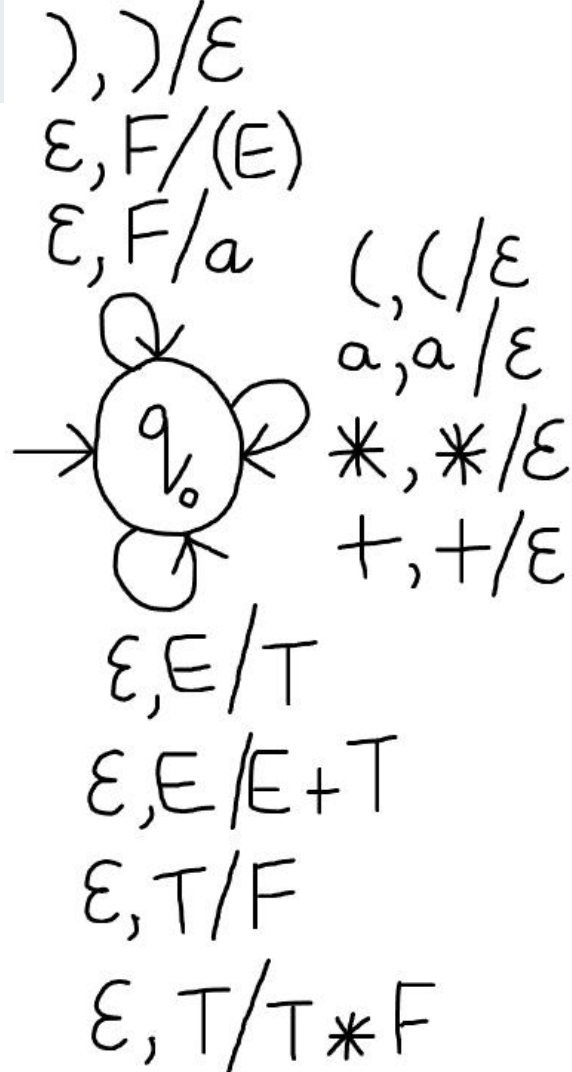 ),)/ε
ε,F/(E)
ε,F/a
(,(/ε
a,a/ε
*,*/ε
+,+/ε
q₀
ε,E/T
ε,E/E+T
ε,T/F
ε,T/T*F